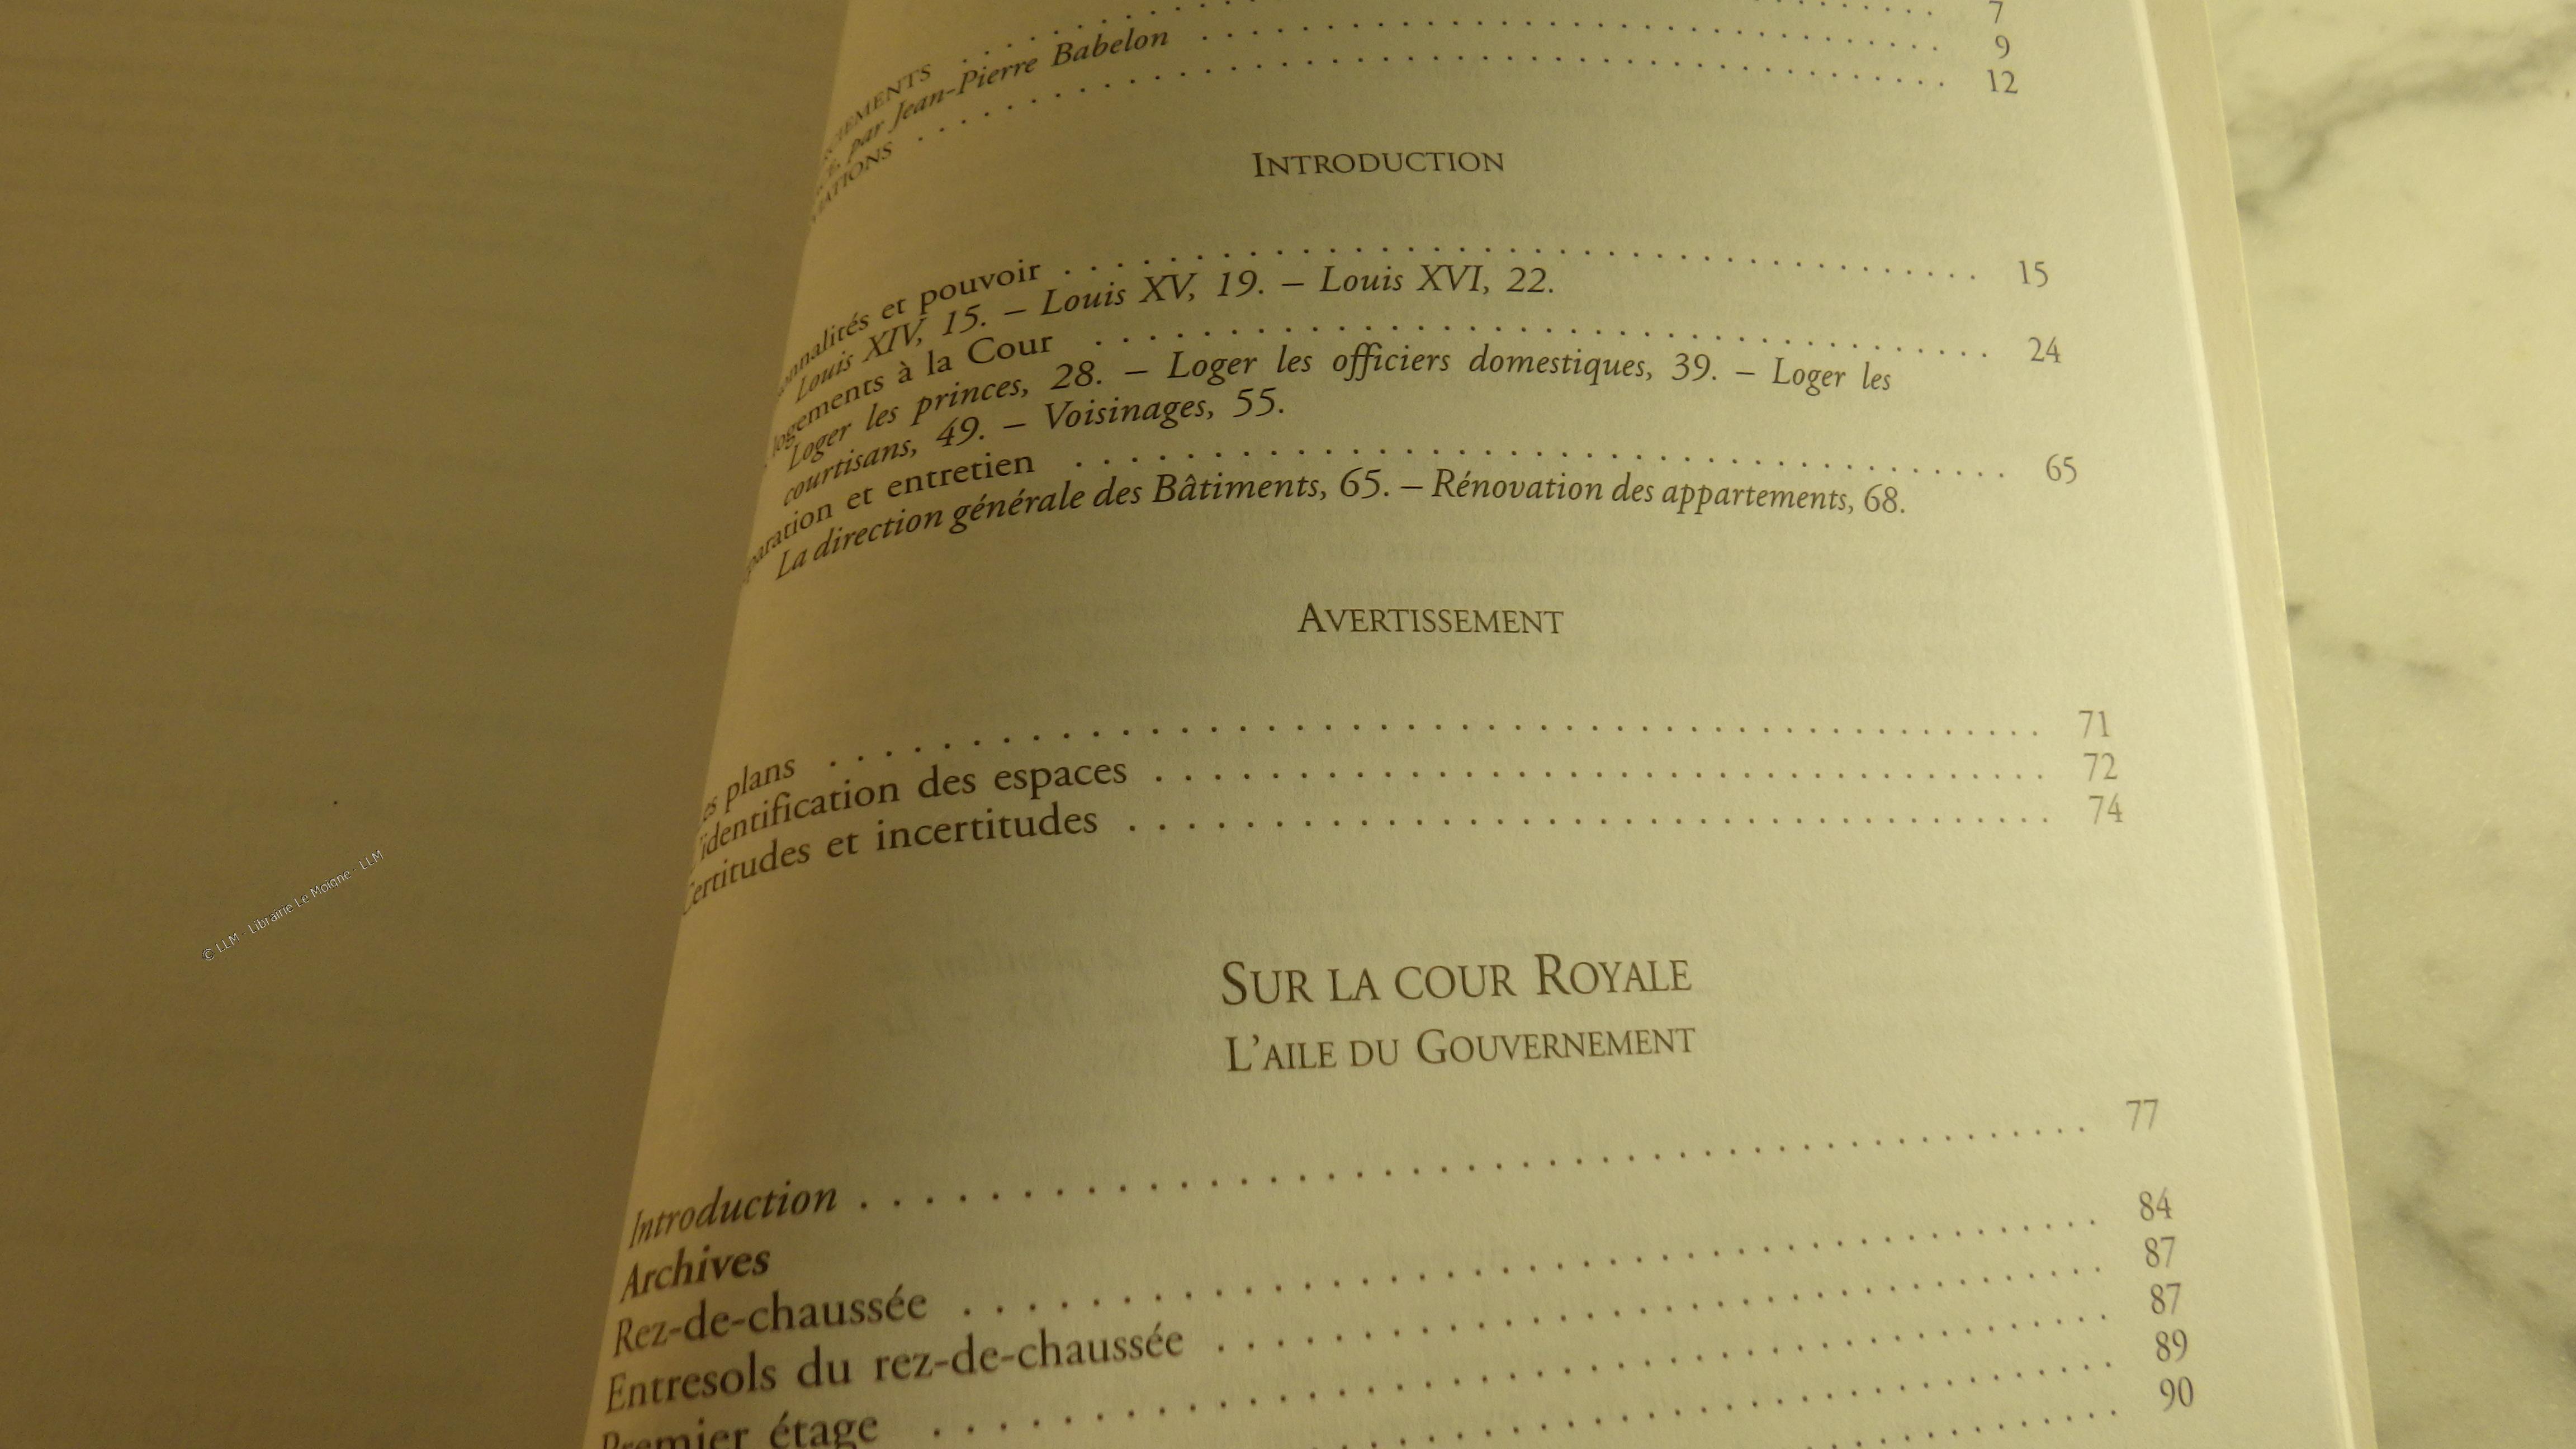 7
par Jean-Pierre Babelon 9
12
INTRODUCTION
et pouvoir 15
Louis XIV, 15. – Louis XV, 19. – Louis XVI, 22.
à la Cour 24
Loger les princes, 28. – Loger les officiers domestiques, 39. – Loger les
courtisans, 49. – Voisinages, 55.
et entretien 65
La direction générale des Bâtiments, 65. – Rénovation des appartements, 68.
AVERTISSEMENT
plans 71
identification des espaces 72
Certitudes et incertitudes 74
SUR LA COUR ROYALE
L'AILE DU GOUVERNEMENT
Introduction 77
Archives
Rez-de-chaussée 84
Entresols du rez-de-chaussée 87
Premier étage 87
89
90
© LLM - Librairie Le Moigne - LLM